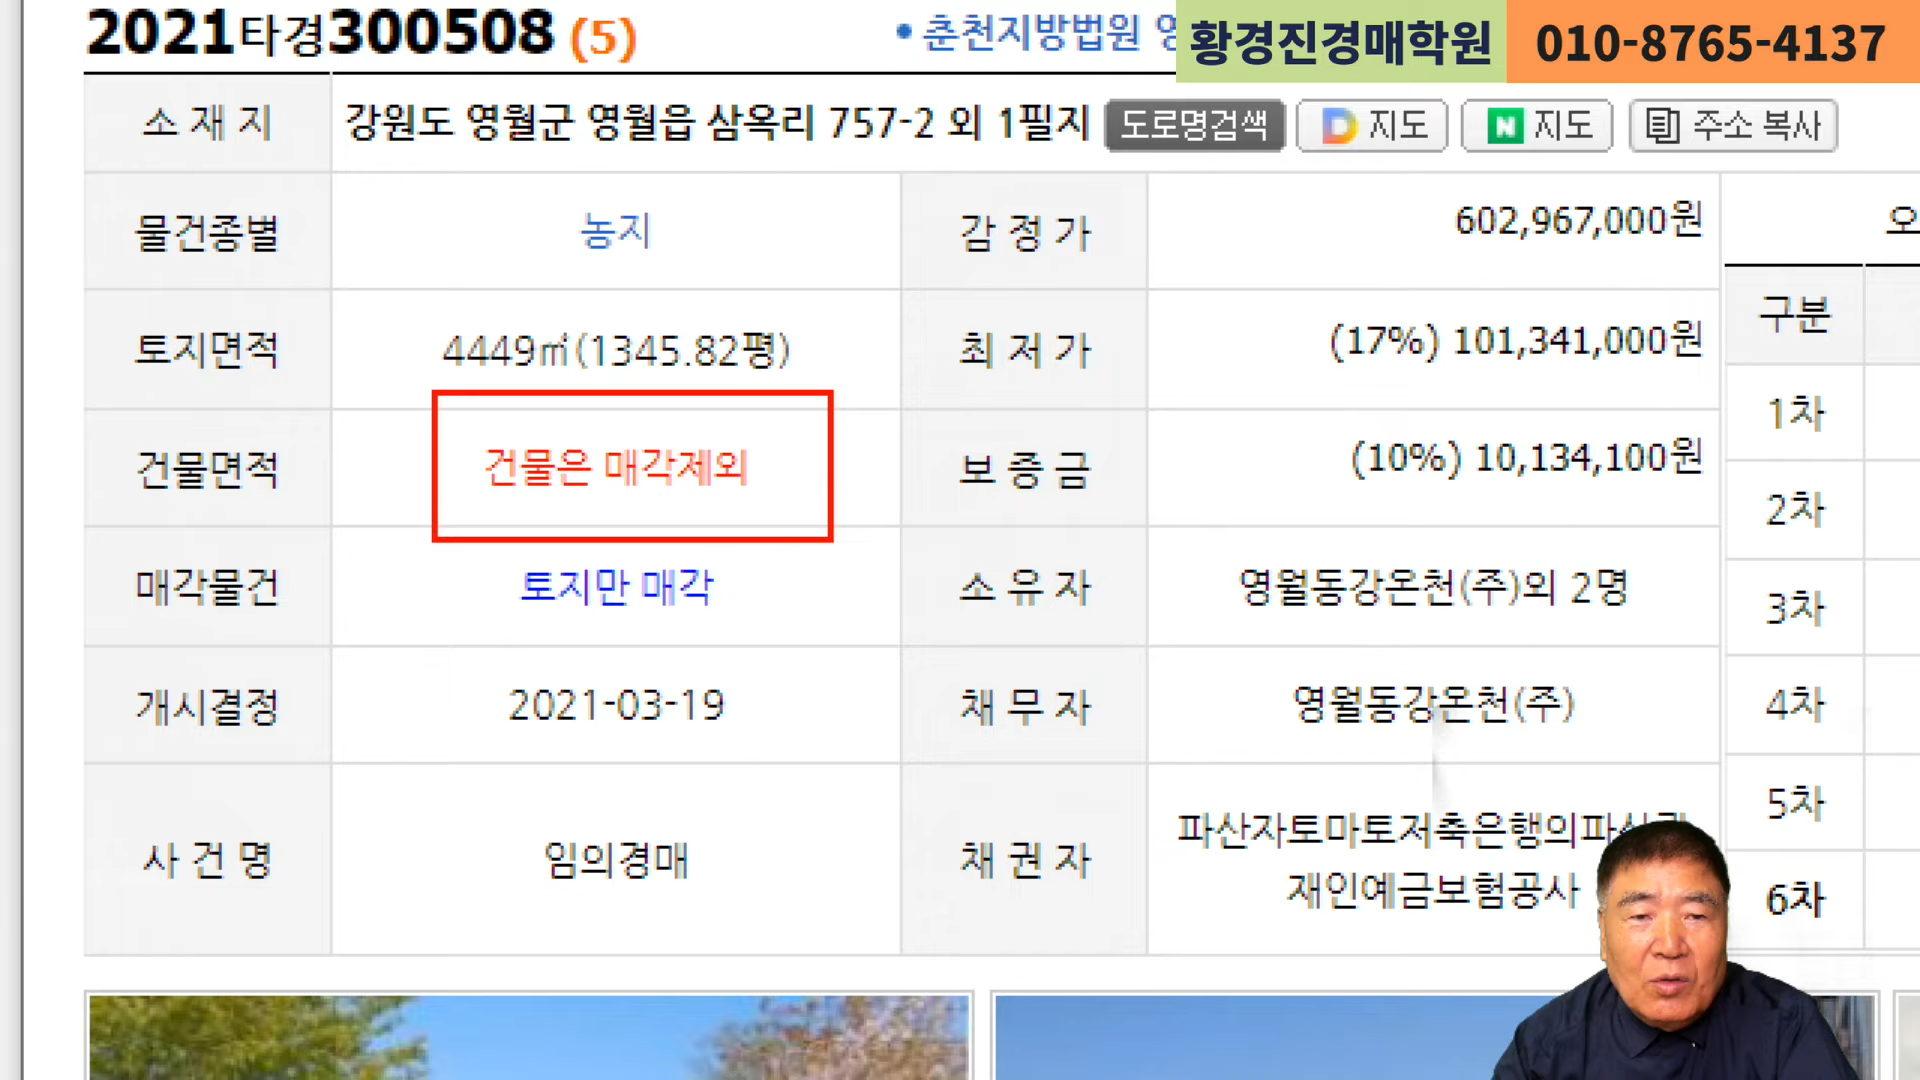 2021타경300508 (5)
• 춘천지방법원
황경진경매학원 010-8765-4137
소 재 지 강원도 영월군 영월읍 삼옥리 757-2 외 1필지 도로명검색 D 지도 N 지도 주소 복사
물건종별 농지 감 정 가 602,967,000원
오
구분
토지면적 4449㎡(1345.82평) 최 저 가 (17%) 101,341,000원
1차
건물면적 건물은 매각제외 보 증 금 (10%) 10,134,100원
2차
매각물건 토지만 매각 소 유 자 영월동강온천(주)외 2명
3차
개시결정 2021-03-19 채 무 자 영월동강온천(주)
4차
5차
사 건 명 임의경매 채 권 자 파산자토마토저축은행의
재인예금보험공사
6차